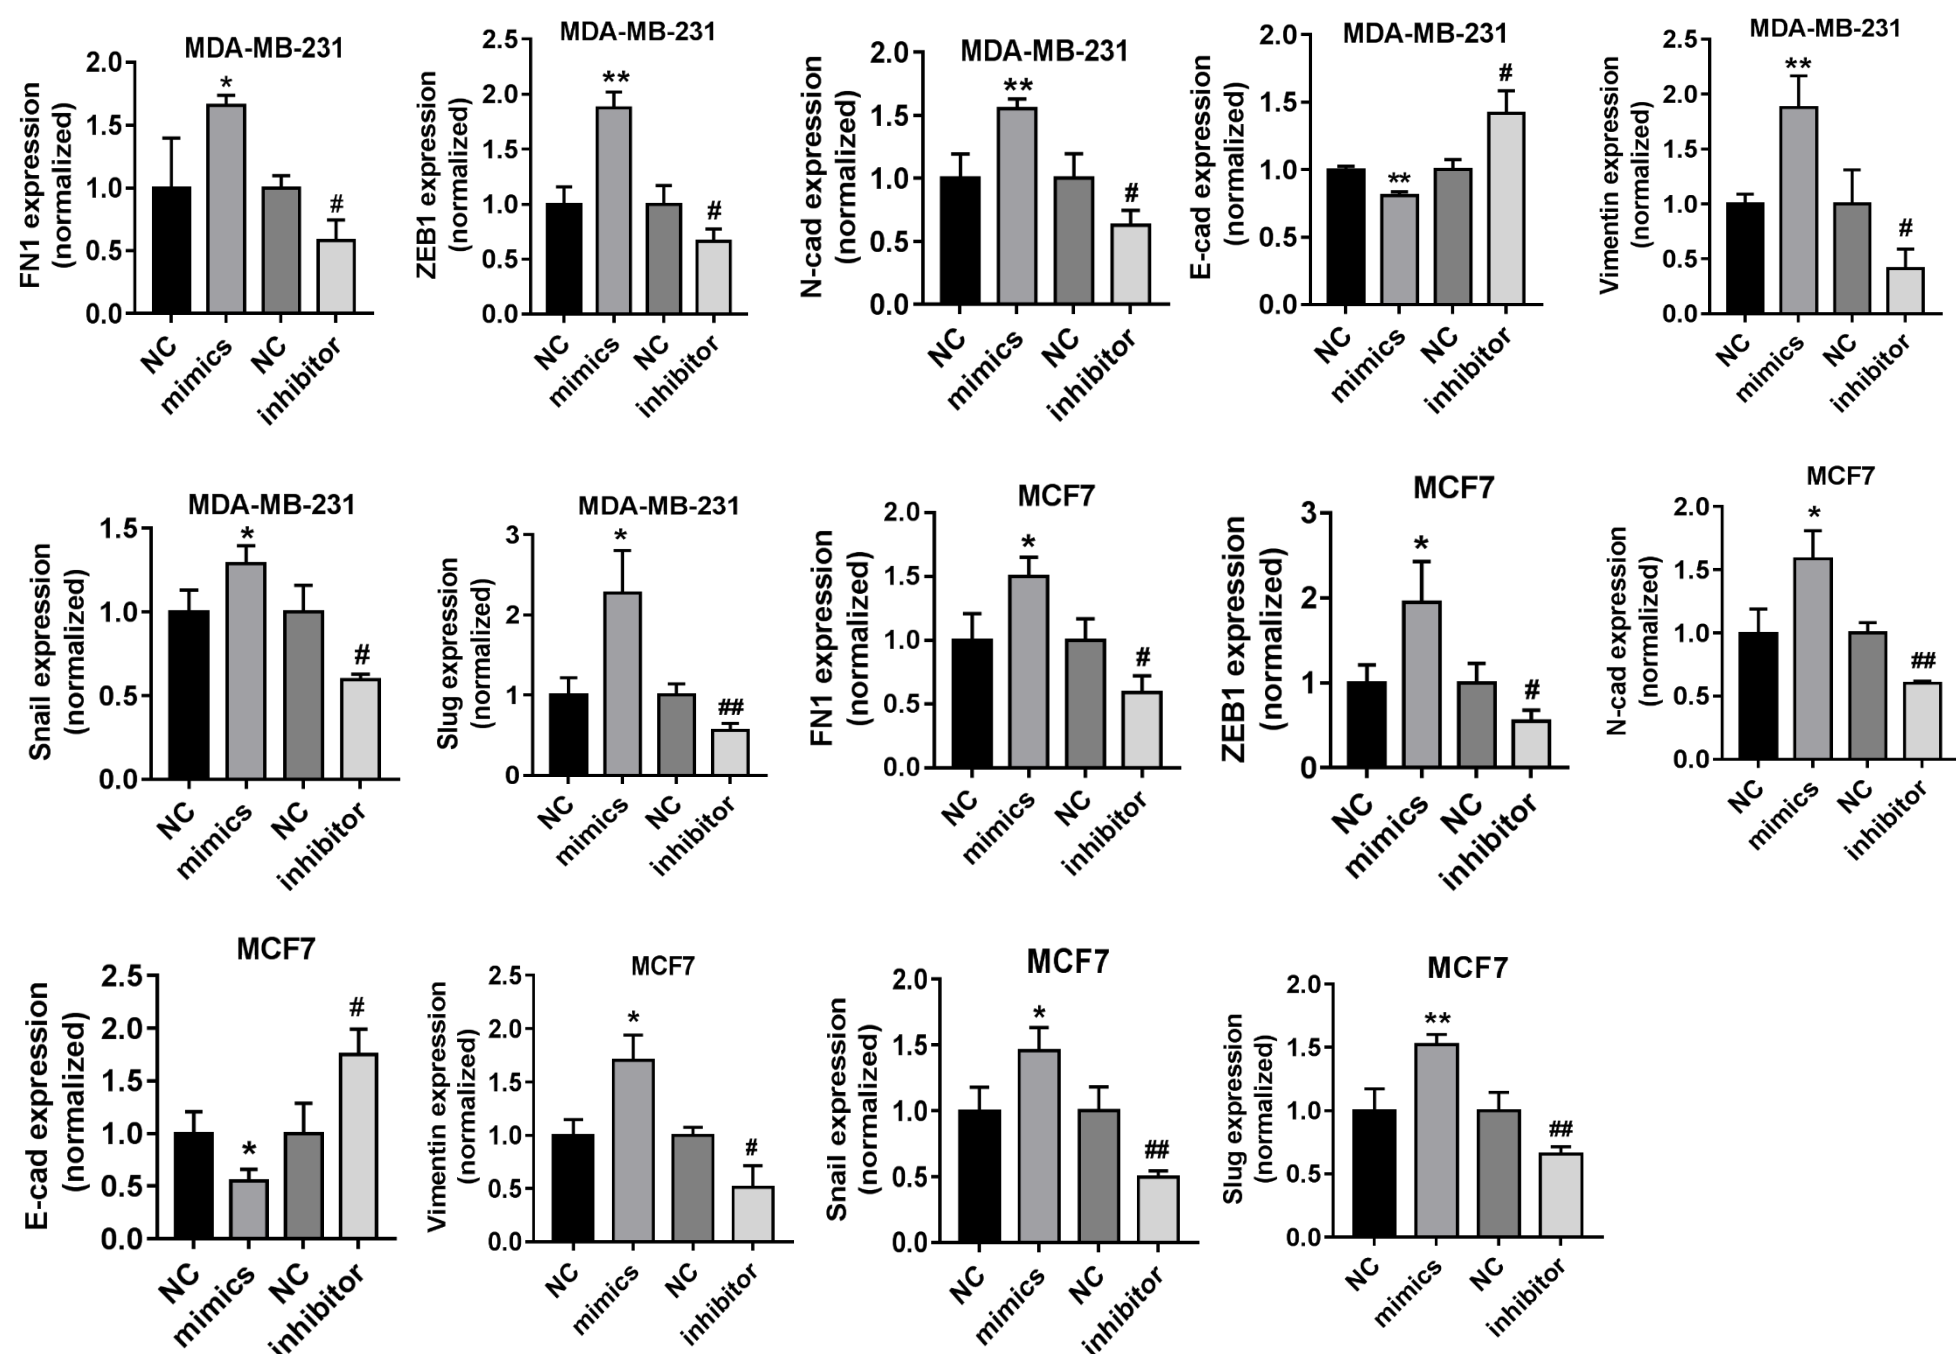 MDA-MB-231
FN1 expression
(normalized)
2.0
1.5
1.0
0.5
0.0
*
#
NC
mimics
NC
inhibitor
MDA-MB-231
ZEB1 expression
(normalized)
2.5
2.0
1.5
1.0
0.5
0.0
**
#
NC
mimics
NC
inhibitor
MDA-MB-231
N-cad expression
(normalized)
2.0
1.5
1.0
0.5
0.0
**
#
NC
mimics
NC
inhibitor
MDA-MB-231
E-cad expression
(normalized)
2.0
1.5
1.0
0.5
0.0
**
#
NC
mimics
NC
inhibitor
MDA-MB-231
Vimentin expression
(normalized)
2.5
2.0
1.5
1.0
0.5
0.0
**
#
NC
mimics
NC
inhibitor
MDA-MB-231
Snail expression
(normalized)
1.5
1.0
0.5
0.0
*
#
NC
mimics
NC
inhibitor
MDA-MB-231
Slug expression
(normalized)
3
2
1
0
*
##
NC
mimics
NC
inhibitor
MCF7
FN1 expression
(normalized)
2.0
1.5
1.0
0.5
0.0
*
#
NC
mimics
NC
inhibitor
MCF7
ZEB1 expression
(normalized)
3
2
1
0
*
#
NC
mimics
NC
inhibitor
MCF7
N-cad expression
(normalized)
2.0
1.5
1.0
0.5
0.0
*
##
NC
mimics
NC
inhibitor
MCF7
E-cad expression
(normalized)
2.5
2.0
1.5
1.0
0.5
0.0
*
#
NC
mimics
NC
inhibitor
MCF7
Vimentin expression
(normalized)
2.5
2.0
1.5
1.0
0.5
0.0
*
#
NC
mimics
NC
inhibitor
MCF7
Snail expression
(normalized)
2.0
1.5
1.0
0.5
0.0
*
##
NC
mimics
NC
inhibitor
MCF7
Slug expression
(normalized)
2.0
1.5
1.0
0.5
0.0
**
##
NC
mimics
NC
inhibitor